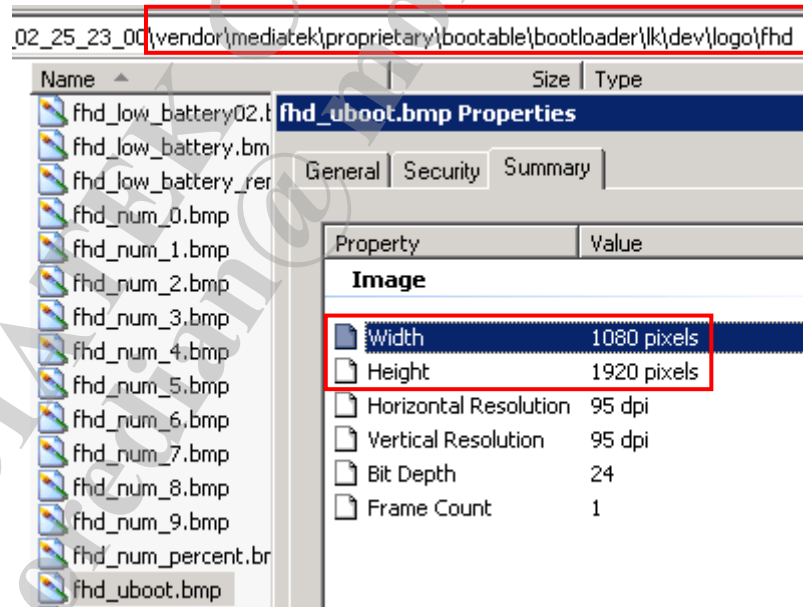 _02_25_23_00\vendor\mediatek\proprietary\bootable\bootloader\lk\dev\logo\fhd
Name Size Type
fhd_low_battery02.b
fhd_low_battery.bm
fhd_low_battery_rer
fhd_num_0.bmp
fhd_num_1.bmp
fhd_num_2.bmp
fhd_num_3.bmp
fhd_num_4.bmp
fhd_num_5.bmp
fhd_num_6.bmp
fhd_num_7.bmp
fhd_num_8.bmp
fhd_num_9.bmp
fhd_num_percent.br
fhd_uboot.bmp
fhd_uboot.bmp Properties
General Security Summary
Property Value
Image
Width 1080 pixels
Height 1920 pixels
Horizontal Resolution 95 dpi
Vertical Resolution 95 dpi
Bit Depth 24
Frame Count 1